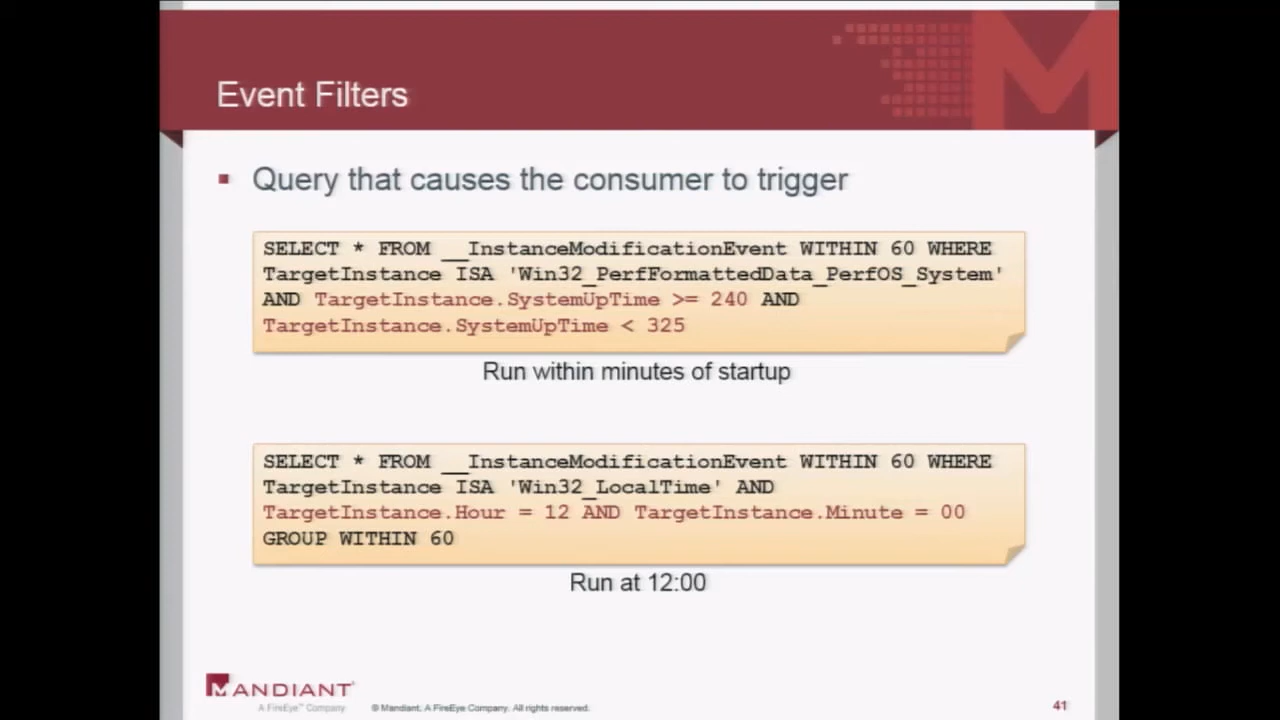 Event Filters
Query that causes the consumer to trigger
SELECT * FROM __InstanceModificationEvent WITHIN 60 WHERE
TargetInstance ISA 'Win32_PerfFormattedData_PerfOS_System'
AND TargetInstance.SystemUpTime >= 240 AND
TargetInstance.SystemUpTime < 325
Run within minutes of startup
SELECT * FROM __InstanceModificationEvent WITHIN 60 WHERE
TargetInstance ISA 'Win32_LocalTime' AND
TargetInstance.Hour = 12 AND TargetInstance.Minute = 00
GROUP WITHIN 60
Run at 12:00
MANDIANT
A FireEye™ Company
© Mandiant, A FireEye Company. All rights reserved.
41